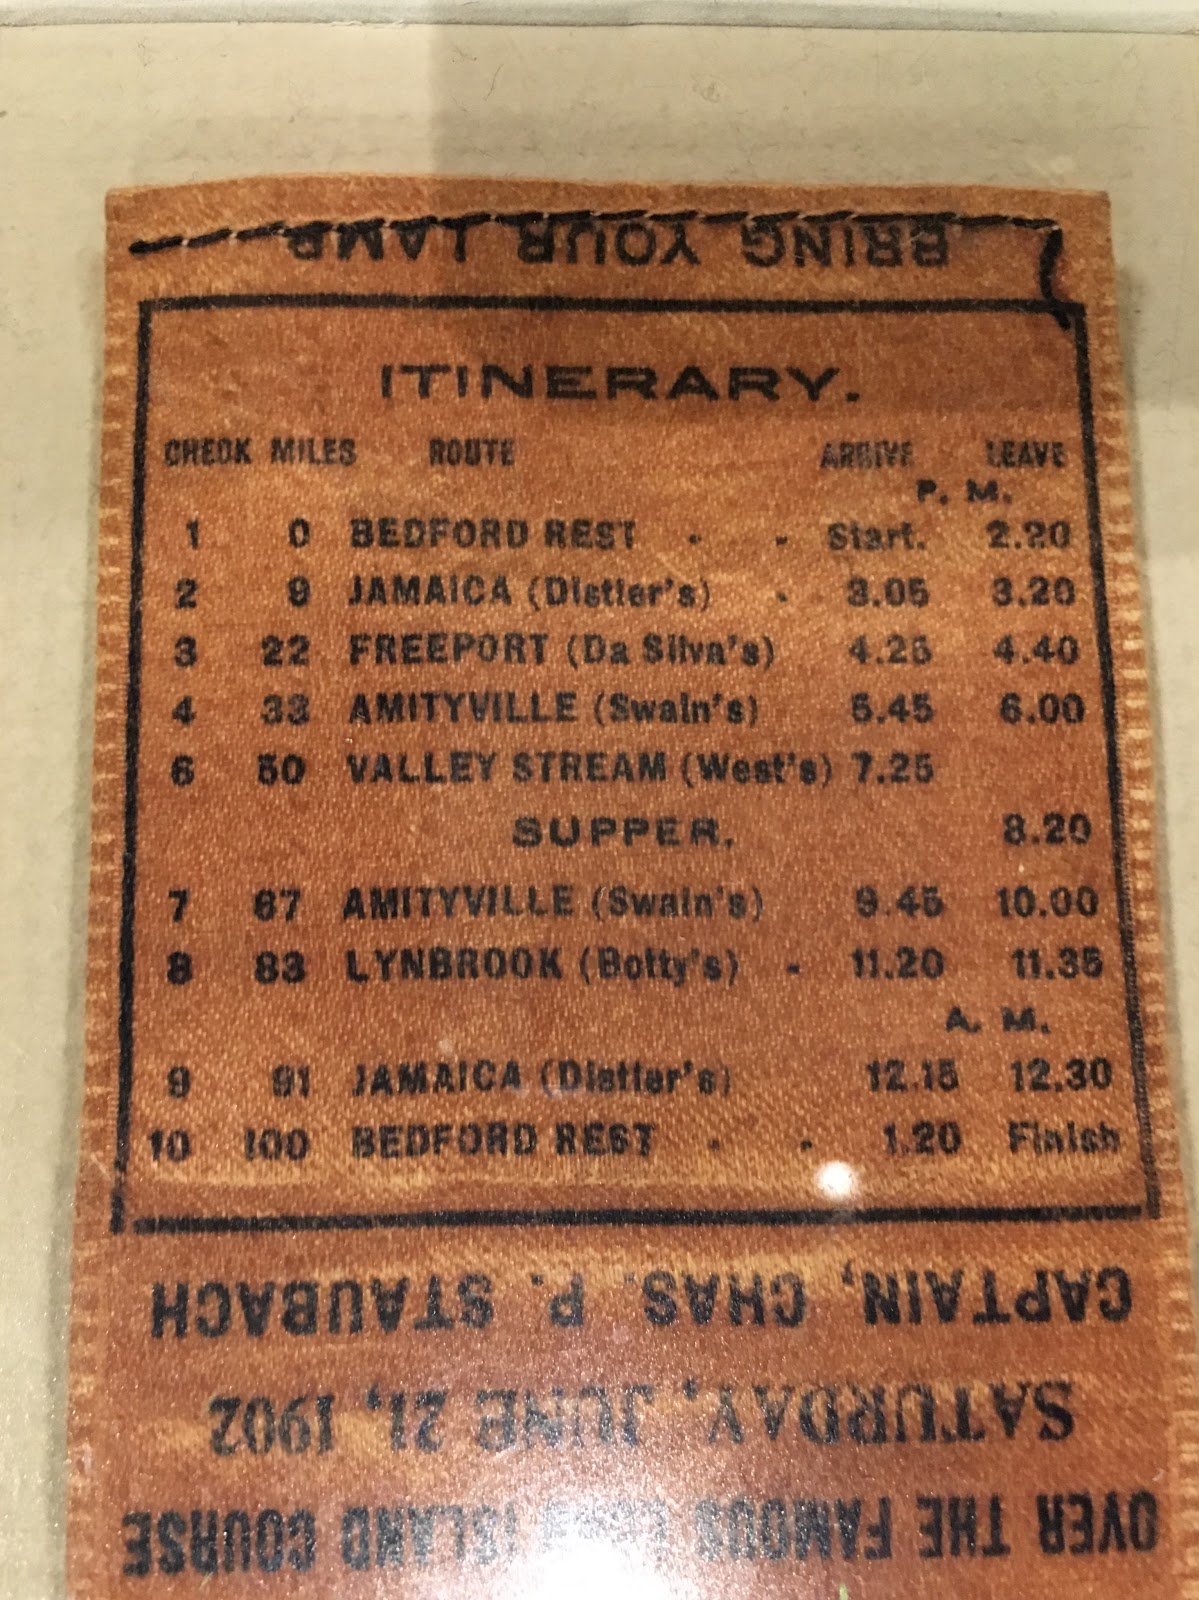 BRING YOUR LAMP
ITINERARY.
CHECK MILES ROUTE ARRIVE LEAVE
P. M.
1 0 BEDFORD REST - - Start. 2.20
2 9 JAMAICA (Distler's) - 3.05 3.20
3 22 FREEPORT (Da Silva's) 4.25 4.40
4 33 AMITYVILLE (Swain's) 5.45 6.00
6 50 VALLEY STREAM (West's) 7.25
SUPPER. 8.20
7 67 AMITYVILLE (Swain's) 9.45 10.00
8 83 LYNBROOK (Botty's) - 11.20 11.35
A. M.
9 91 JAMAICA (Distler's) 12.15 12.30
10 100 BEDFORD REST - - 1.20 Finish
CAPTAIN, CHAS. P. STAUBACH
SATURDAY, JUNE 21, 1902
OVER THE FAMOUS LONG ISLAND COURSE